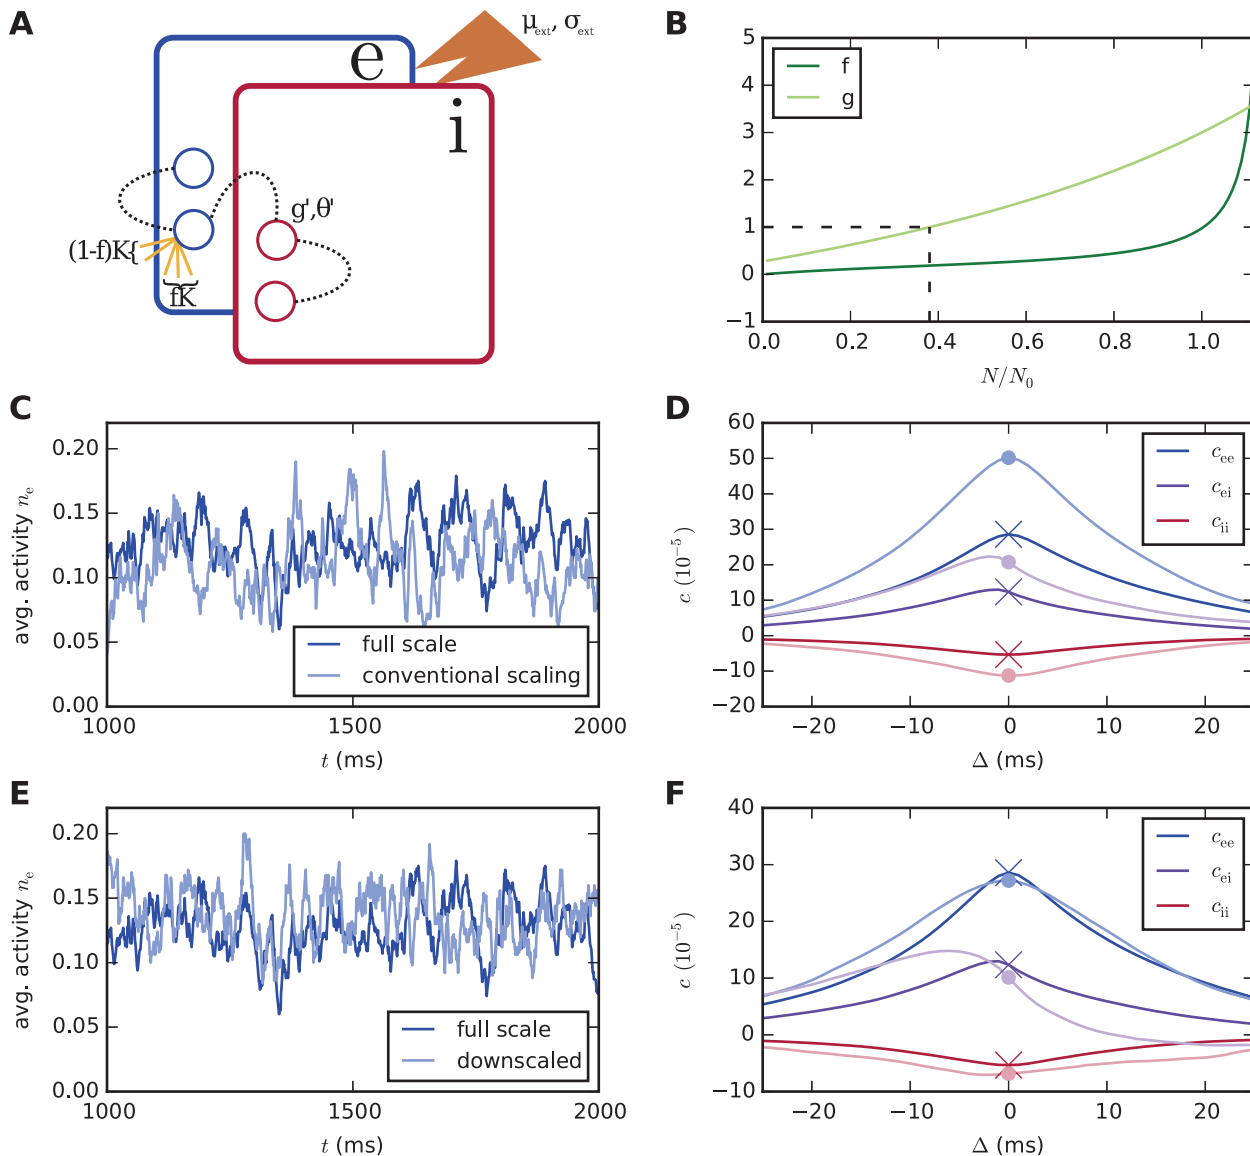 A
e
μext, σext
i
g',θ'
(1-f)K{
fK
B
f
g
5
4
3
2
1
0
−1
0.0 0.2 0.4 0.6 0.8 1.0
N/N0
C
avg. activity ne
0.20
0.15
0.10
0.05
0.00
full scale
conventional scaling
1000 1500 2000
t (ms)
D
c (10−5)
60
50
40
30
20
10
0
−10
−20
cee
cei
cii
−20 −10 0 10 20
Δ (ms)
E
avg. activity ne
0.20
0.15
0.10
0.05
0.00
full scale
downscaled
1000 1500 2000
t (ms)
F
c (10−5)
40
30
20
10
0
−10
cee
cei
cii
−20 −10 0 10 20
Δ (ms)